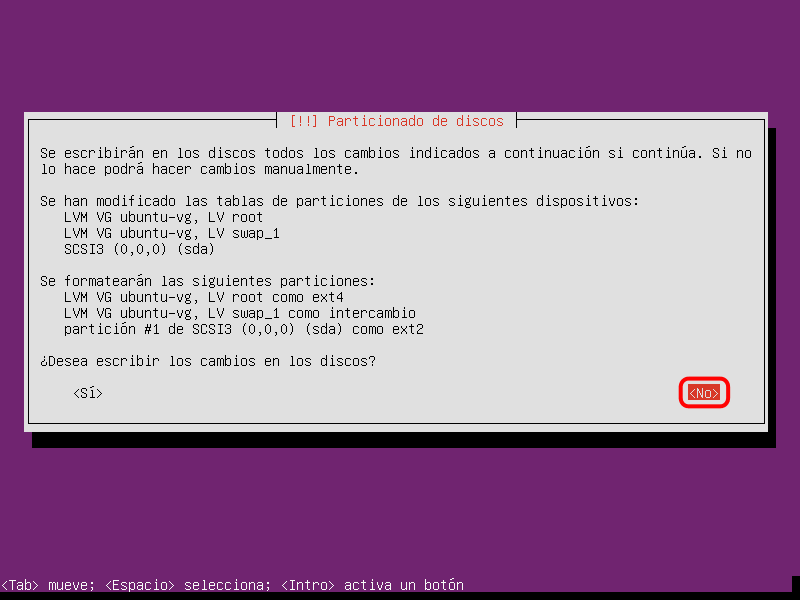 [!!] Particionado de discos
Se escribirán en los discos todos los cambios indicados a continuación si continúa. Si no
lo hace podrá hacer cambios manualmente.
Se han modificado las tablas de particiones de los siguientes dispositivos:
LVM VG ubuntu-vg, LV root
LVM VG ubuntu-vg, LV swap_1
SCSI3 (0,0,0) (sda)
Se formatearán las siguientes particiones:
LVM VG ubuntu-vg, LV root como ext4
LVM VG ubuntu-vg, LV swap_1 como intercambio
partición #1 de SCSI3 (0,0,0) (sda) como ext2
¿Desea escribir los cambios en los discos?
<Sí> <No>
<Tab> mueve; <Espacio> selecciona; <Intro> activa un botón